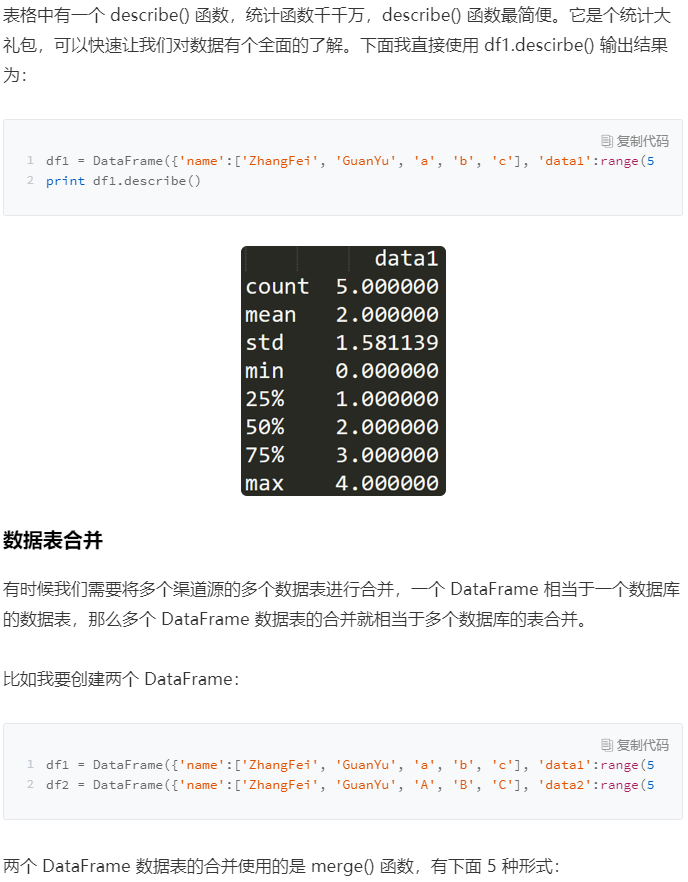 表格中有一个 describe() 函数，统计函数千千万，describe() 函数最简便。它是个统计大
礼包，可以快速让我们对数据有个全面的了解。下面我直接使用 df1.descirbe() 输出结果
为：
复制代码
1 df1 = DataFrame({'name':['ZhangFei', 'GuanYu', 'a', 'b', 'c'], 'data1':range(5
2 print df1.describe()
data1
count 5.000000
mean 2.000000
std 1.581139
min 0.000000
25% 1.000000
50% 2.000000
75% 3.000000
max 4.000000
数据表合并
有时候我们需要将多个渠道源的多个数据表进行合并，一个 DataFrame 相当于一个数据库
的数据表，那么多个 DataFrame 数据表的合并就相当于多个数据库的表合并。
比如我要创建两个 DataFrame：
复制代码
1 df1 = DataFrame({'name':['ZhangFei', 'GuanYu', 'a', 'b', 'c'], 'data1':range(5
2 df2 = DataFrame({'name':['ZhangFei', 'GuanYu', 'A', 'B', 'C'], 'data2':range(5
两个 DataFrame 数据表的合并使用的是 merge() 函数，有下面 5 种形式：